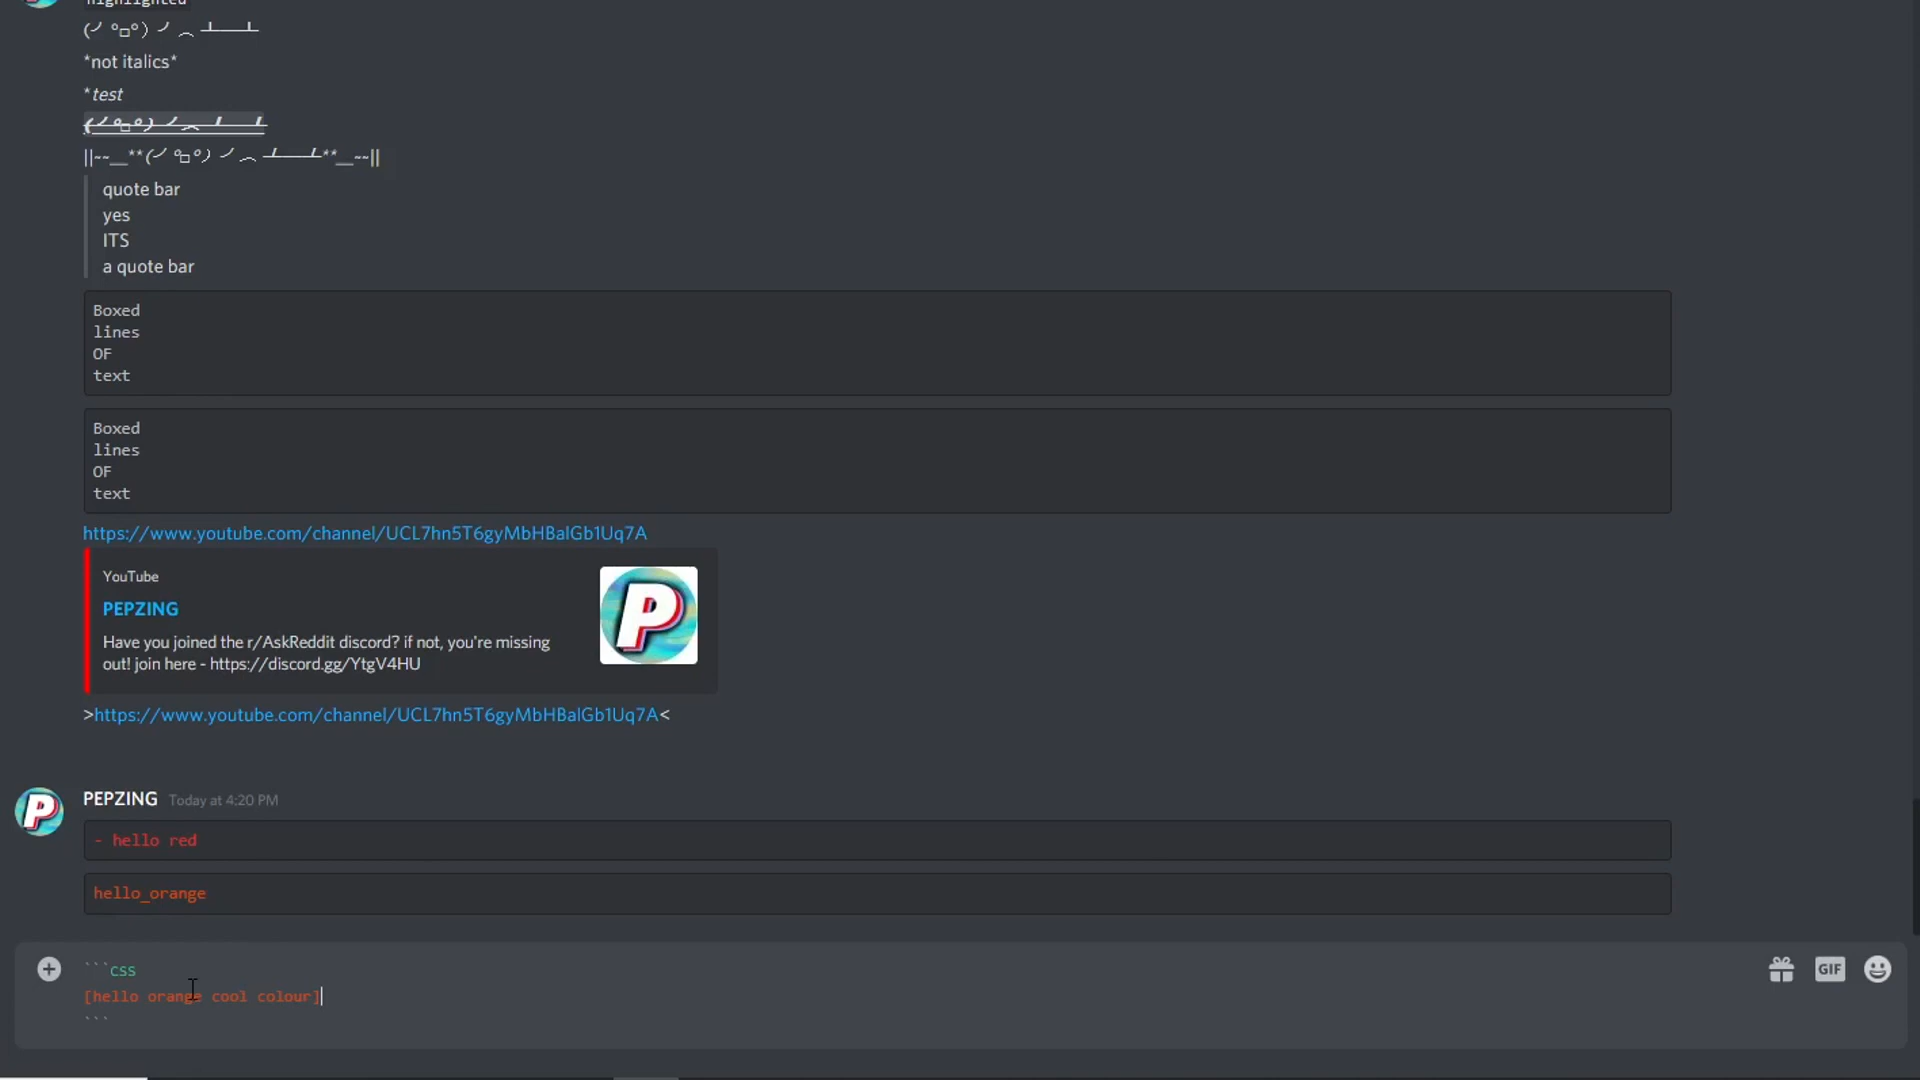 highlighted
(╯°□°)╯︵ ┻━┻
*not italics*
*test
(╯°□°)╯︵ ┻━┻
||~~__**(╯°□°)╯︵ ┻━┻**__~~||
quote bar
yes
ITS
a quote bar
Boxed
lines
OF
text
Boxed
lines
OF
text
https://www.youtube.com/channel/UCL7hn5T6gyMbHBalGb1Uq7A
YouTube
PEPZING
Have you joined the r/AskReddit discord? if not, you're missing
out! join here - https://discord.gg/YtgV4HU
P
>https://www.youtube.com/channel/UCL7hn5T6gyMbHBalGb1Uq7A<
P
PEPZING Today at 4:20 PM
- hello red
hello_orange
```css
[hello orange cool colour]
```
GIF